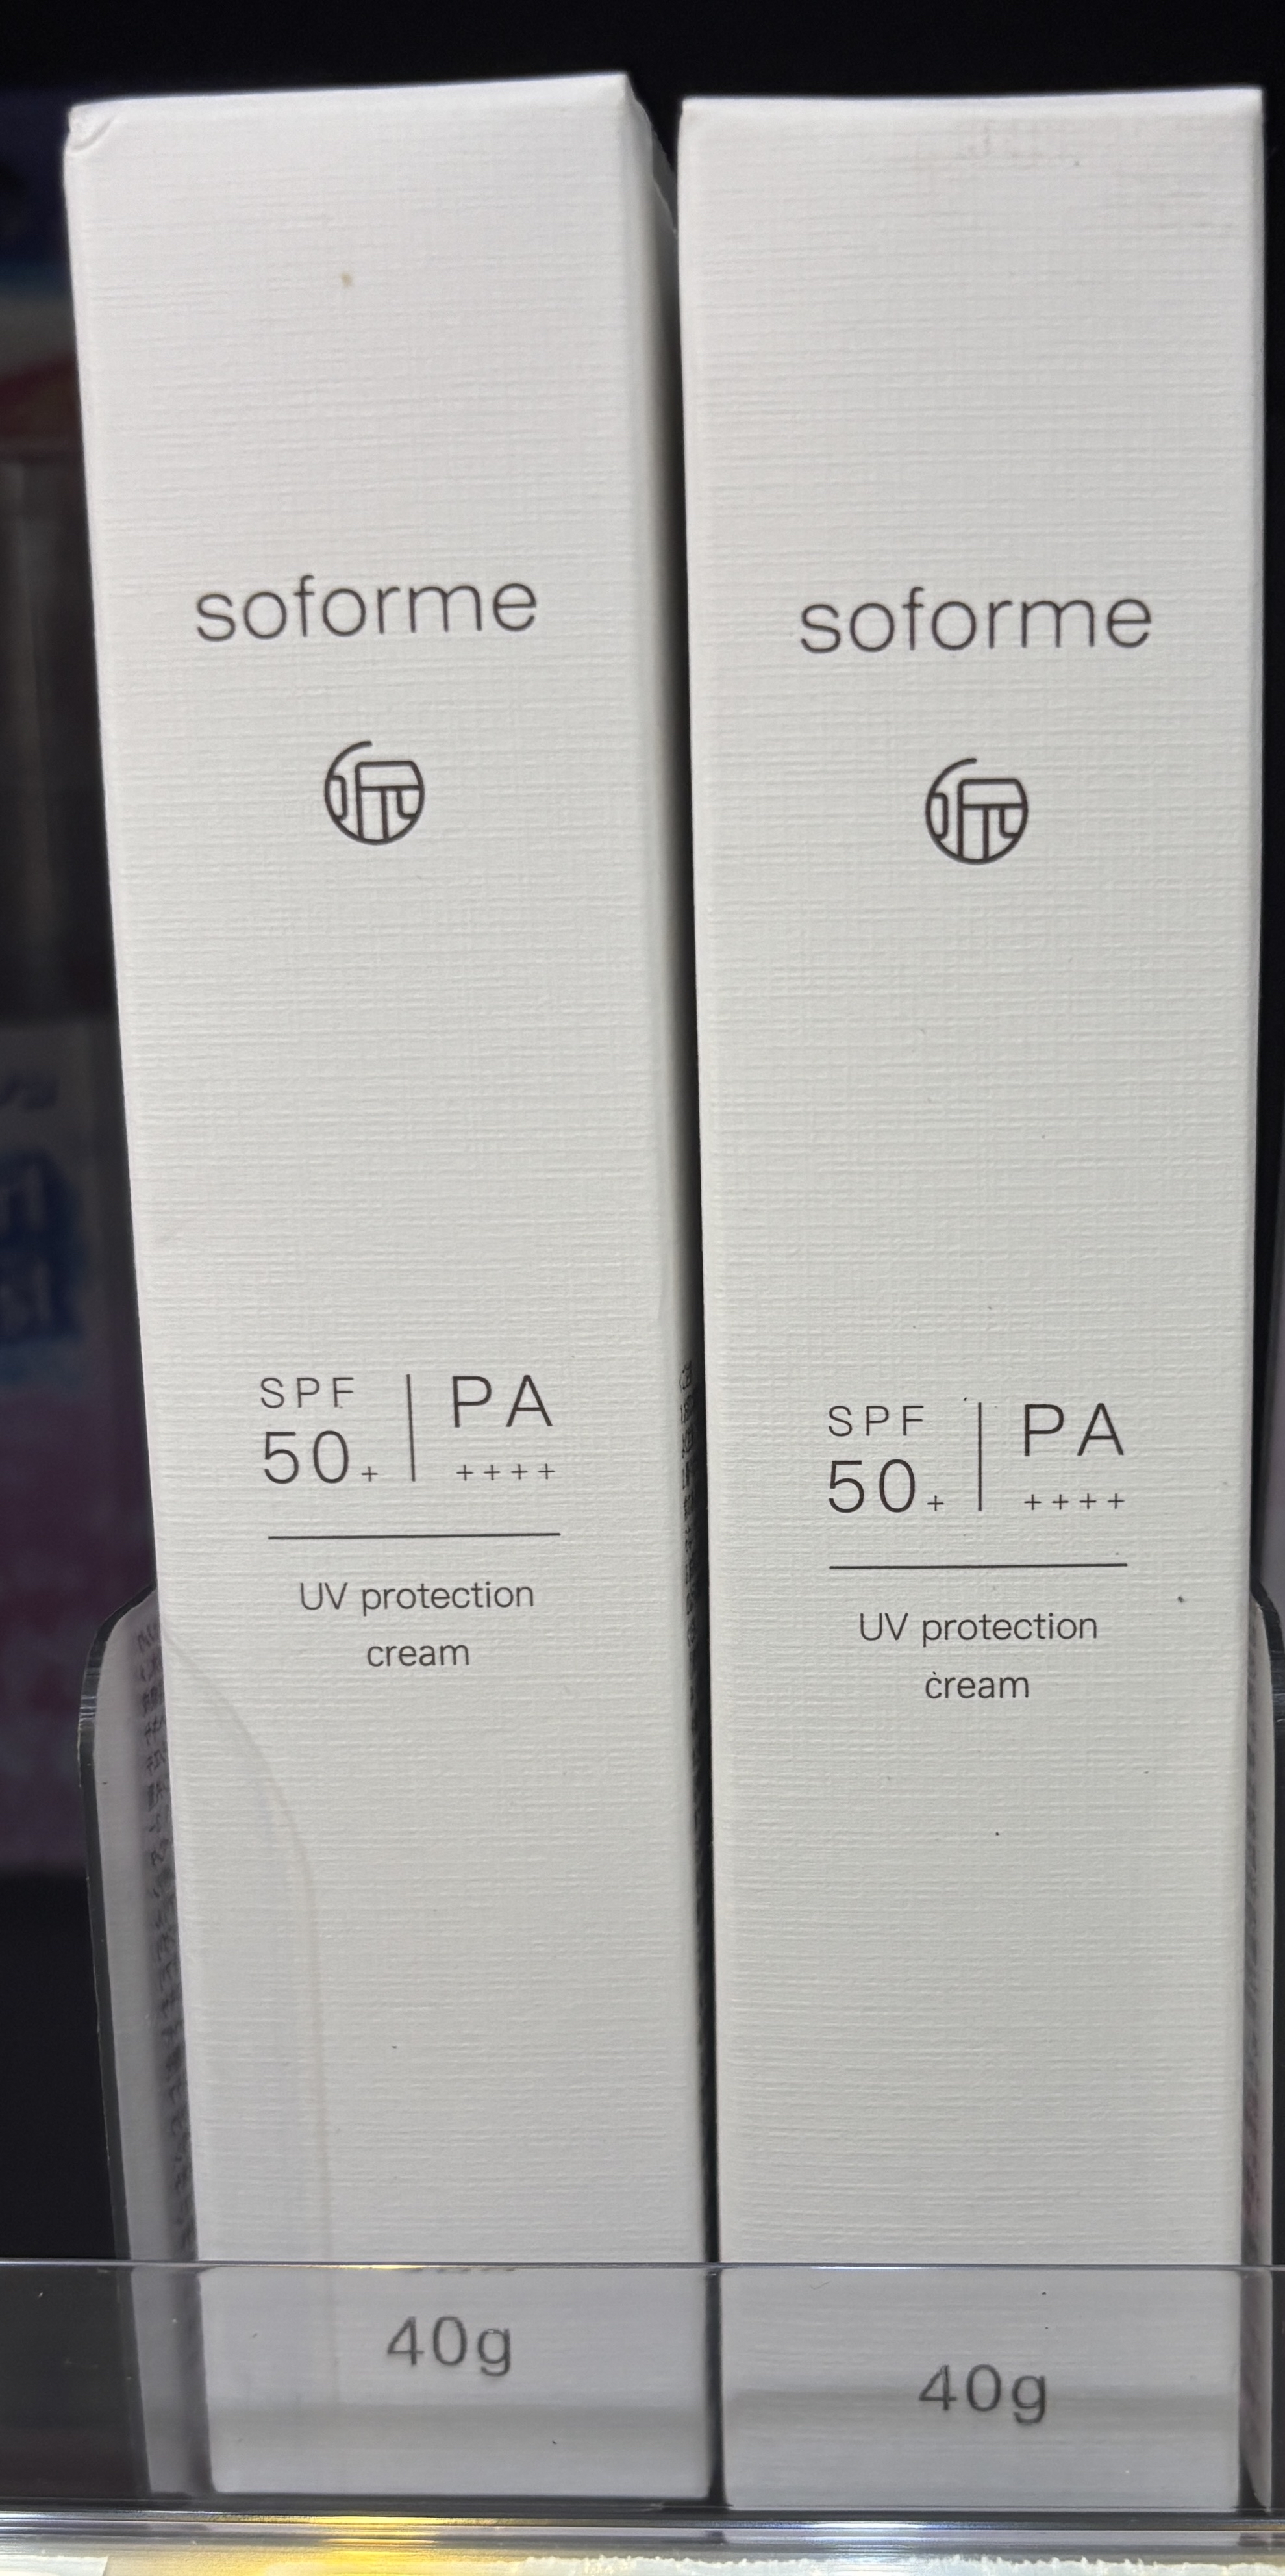 soforme
SPF
50+
PA
++++
UV protection
cream
40g
soforme
SPF
50+
PA
++++
UV protection
cream
40g